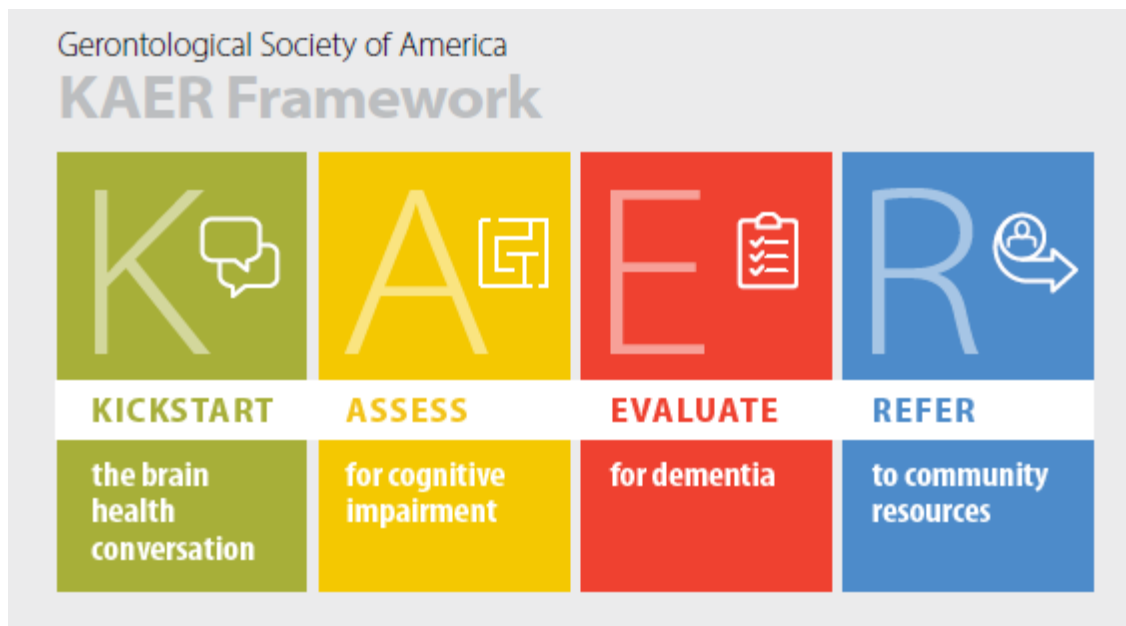 Gerontological Society of America
KAER Framework
K
A
E
R
KICKSTART
ASSESS
EVALUATE
REFER
the brain
health
conversation
for cognitive
impairment
for dementia
to community
resources